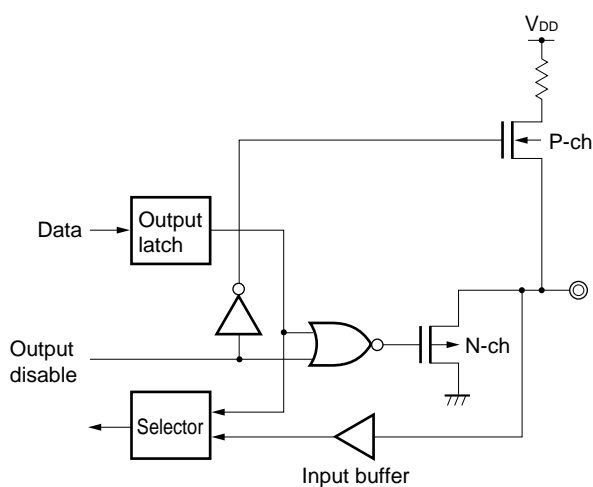 VDD
P-ch
Data
Output
latch
Output
disable
N-ch
Selector
Input buffer